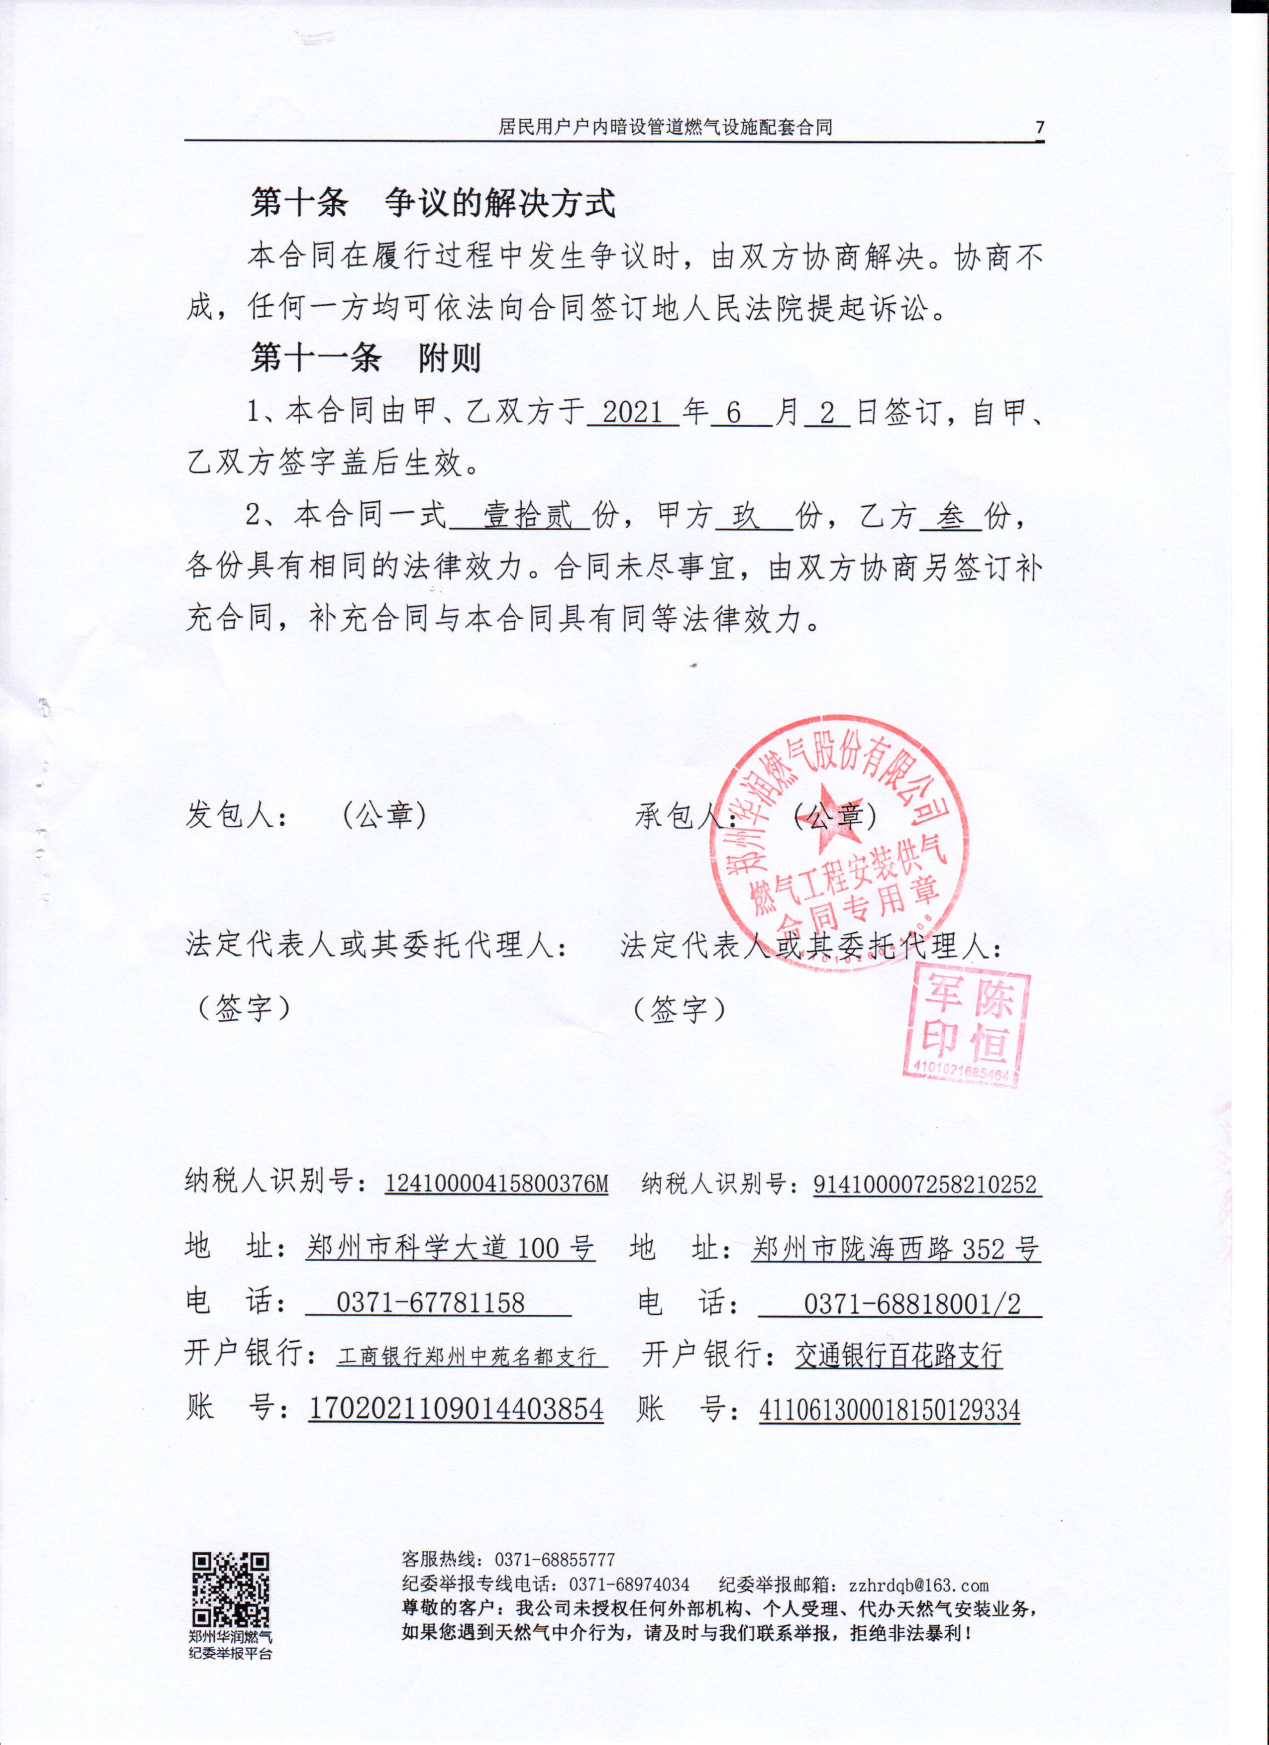 居民用户户内暗设管道燃气设施配套合同 7
第十条 争议的解决方式
本合同在履行过程中发生争议时，由双方协商解决。协商不
成，任何一方均可依法向合同签订地人民法院提起诉讼。
第十一条 附则
1、本合同由甲、乙双方于 2021 年 6 月 2 日签订，自甲、
乙双方签字盖后生效。
2、本合同一式 壹拾贰 份，甲方 玖 份，乙方 叁 份，
各份具有相同的法律效力。合同未尽事宜，由双方协商另签订补
充合同，补充合同与本合同具有同等法律效力。
发包人： （公章） 承包人： （公章）
郑州华润燃气股份有限公司
燃气工程安装供气
合同专用章
法定代表人或其委托代理人： 法定代表人或其委托代理人：
（签字） （签字）
陈恒军印
4101021685464
纳税人识别号：12410000415800376M 纳税人识别号：914100007258210252
地 址：郑州市科学大道 100 号 地 址：郑州市陇海西路 352 号
电 话： 0371-67781158 电 话： 0371-68818001/2
开户银行：工商银行郑州中苑名都支行 开户银行：交通银行百花路支行
账 号：1702021109014403854 账 号：411061300018150129334
郑州华润燃气
纪委举报平台
客服热线：0371-68855777
纪委举报专线电话：0371-68974034 纪委举报邮箱：zzhrdqb@163.com
尊敬的客户：我公司未授权任何外部机构、个人受理、代办天然气安装业务，
如果您遇到天然气中介行为，请及时与我们联系举报，拒绝非法暴利！